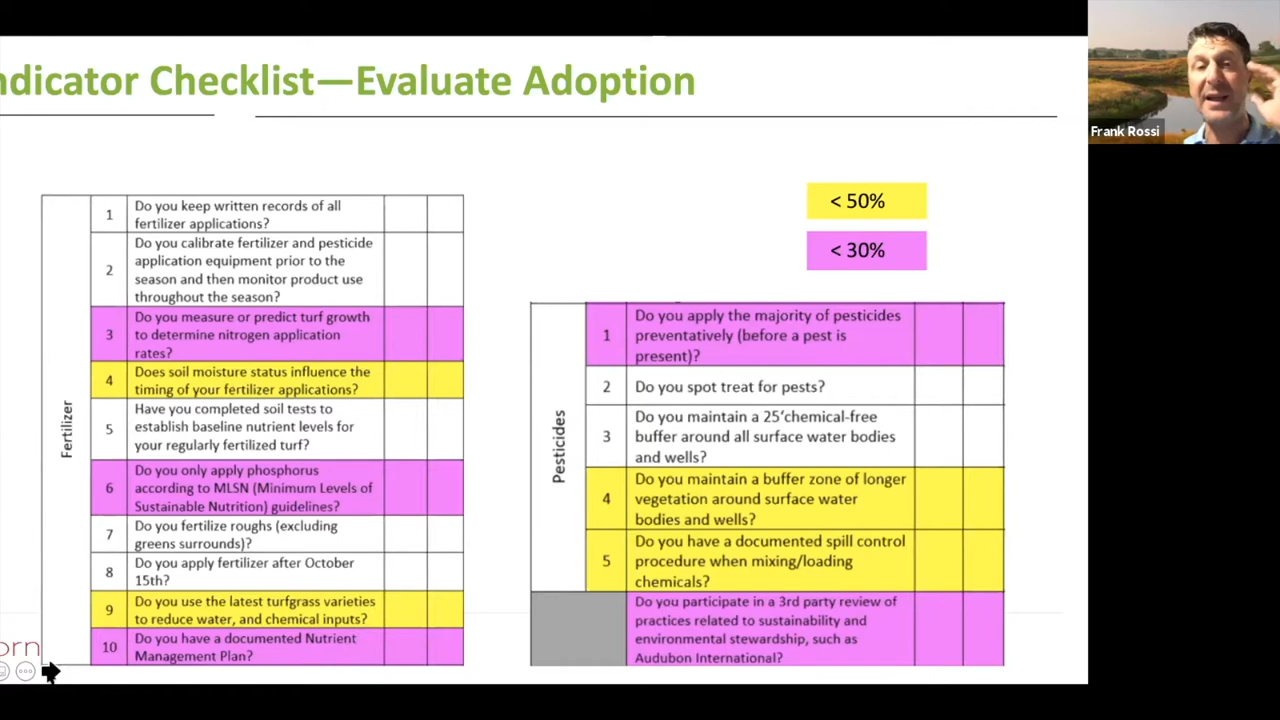 ndicator Checklist—Evaluate Adoption
Frank Rossi
< 50%
< 30%
Fertilizer
1
Do you keep written records of all
fertilizer applications?
2
Do you calibrate fertilizer and pesticide
application equipment prior to the
season and then monitor product use
throughout the season?
3
Do you measure or predict turf growth
to determine nitrogen application
rates?
4
Does soil moisture status influence the
timing of your fertilizer applications?
5
Have you completed soil tests to
establish baseline nutrient levels for
your regularly fertilized turf?
6
Do you only apply phosphorus
according to MLSN (Minimum Levels of
Sustainable Nutrition) guidelines?
7
Do you fertilize roughs (excluding
greens surrounds)?
8
Do you apply fertilizer after October
15th?
9
Do you use the latest turfgrass varieties
to reduce water, and chemical inputs?
10
Do you have a documented Nutrient
Management Plan?
Pesticides
1
Do you apply the majority of pesticides
preventatively (before a pest is
present)?
2
Do you spot treat for pests?
3
Do you maintain a 25'chemical-free
buffer around all surface water bodies
and wells?
4
Do you maintain a buffer zone of longer
vegetation around surface water
bodies and wells?
5
Do you have a documented spill control
procedure when mixing/loading
chemicals?
Do you participate in a 3rd party review of
practices related to sustainability and
environmental stewardship, such as
Audubon International?
orn